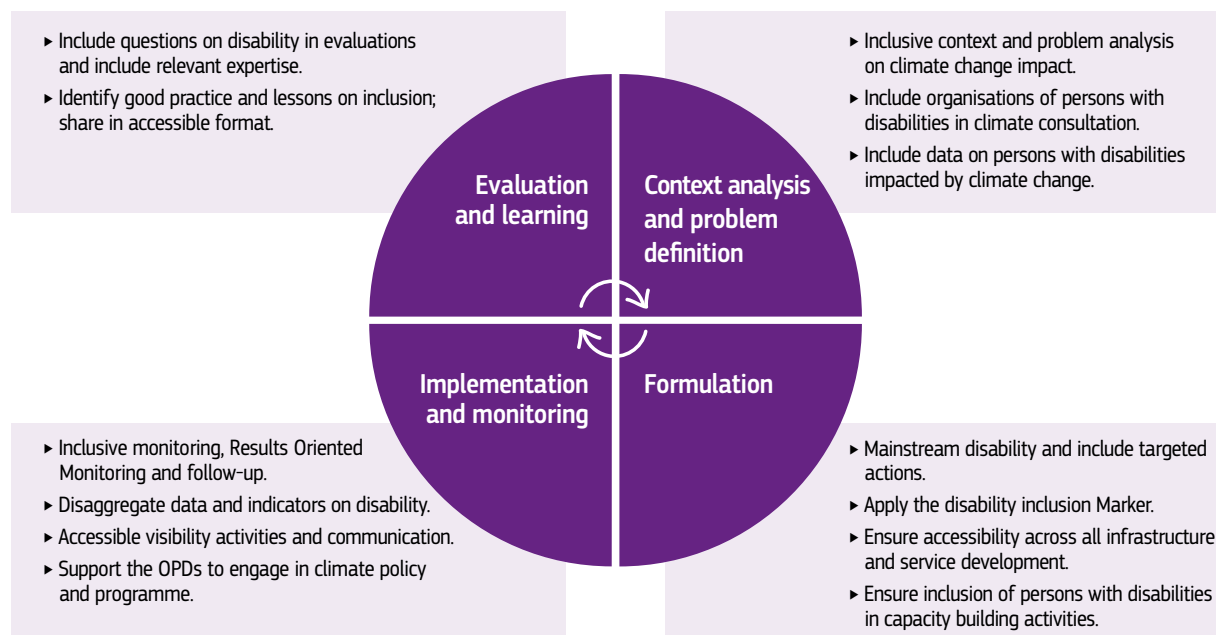 ▸ Include questions on disability in evaluations
and include relevant expertise.
▸ Identify good practice and lessons on inclusion;
share in accessible format.
▸ Inclusive context and problem analysis
on climate change impact.
▸ Include organisations of persons with
disabilities in climate consultation.
▸ Include data on persons with disabilities
impacted by climate change.
Evaluation
and learning
Context analysis
and problem
definition
Implementation
and monitoring
Formulation
▸ Inclusive monitoring, Results Oriented
Monitoring and follow-up.
▸ Disaggregate data and indicators on disability.
▸ Accessible visibility activities and communication.
▸ Support the OPDs to engage in climate policy
and programme.
▸ Mainstream disability and include targeted
actions.
▸ Apply the disability inclusion Marker.
▸ Ensure accessibility across all infrastructure
and service development.
▸ Ensure inclusion of persons with disabilities
in capacity building activities.